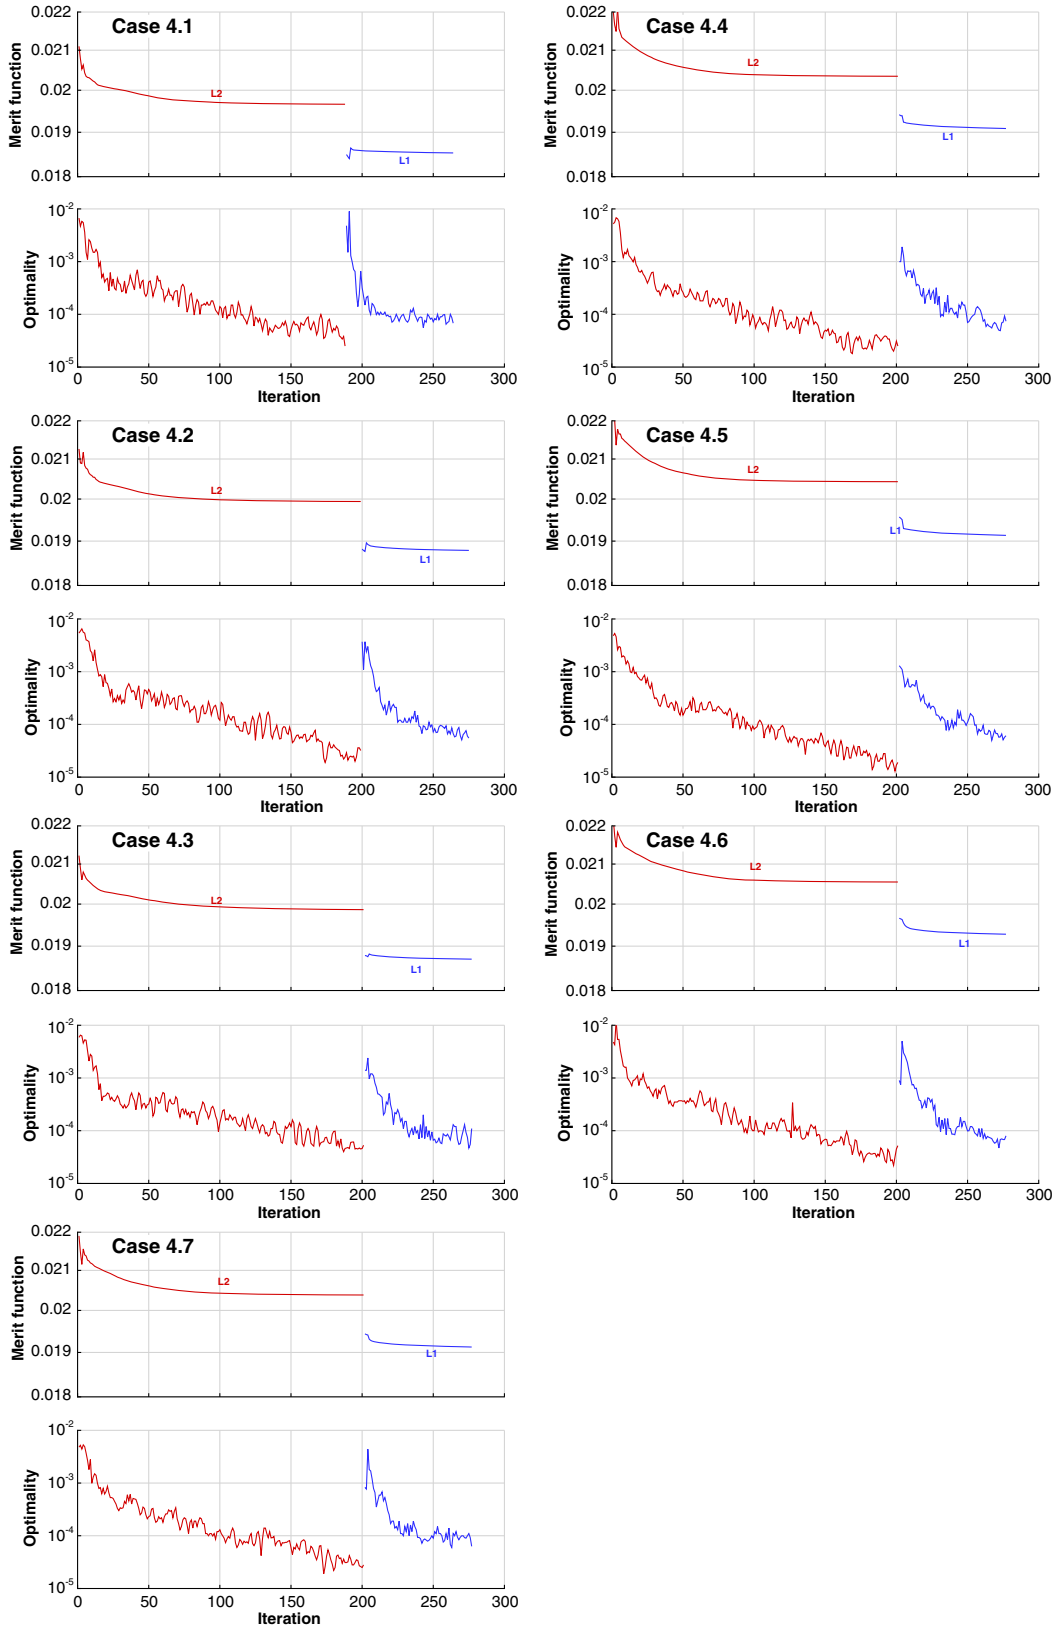 Case 4.1
Merit function
0.022
0.021
0.02
0.019
0.018
L2
L1
Optimality
10-2
10-3
10-4
10-5
0 50 100 150 200 250 300
Iteration
Case 4.4
Merit function
0.022
0.021
0.02
0.019
0.018
L2
L1
Optimality
10-2
10-3
10-4
10-5
0 50 100 150 200 250 300
Iteration
Case 4.2
Merit function
0.022
0.021
0.02
0.019
0.018
L2
L1
Optimality
10-2
10-3
10-4
10-5
0 50 100 150 200 250 300
Iteration
Case 4.5
Merit function
0.022
0.021
0.02
0.019
0.018
L2
L1
Optimality
10-2
10-3
10-4
10-5
0 50 100 150 200 250 300
Iteration
Case 4.3
Merit function
0.022
0.021
0.02
0.019
0.018
L2
L1
Optimality
10-2
10-3
10-4
10-5
0 50 100 150 200 250 300
Iteration
Case 4.6
Merit function
0.022
0.021
0.02
0.019
0.018
L2
L1
Optimality
10-2
10-3
10-4
10-5
0 50 100 150 200 250 300
Iteration
Case 4.7
Merit function
0.022
0.021
0.02
0.019
0.018
L2
L1
Optimality
10-2
10-3
10-4
10-5
0 50 100 150 200 250 300
Iteration